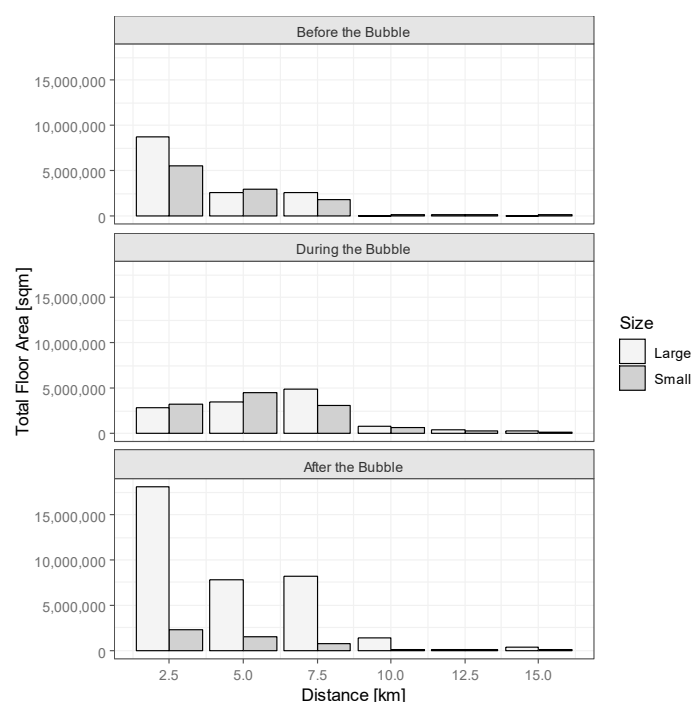 Before the Bubble
15,000,000
10,000,000
5,000,000
0
During the Bubble
15,000,000
10,000,000
5,000,000
0
After the Bubble
15,000,000
10,000,000
5,000,000
0
2.5 5.0 7.5 10.0 12.5 15.0
Distance [km]
Total Floor Area [sqm]
Size
Large
Small